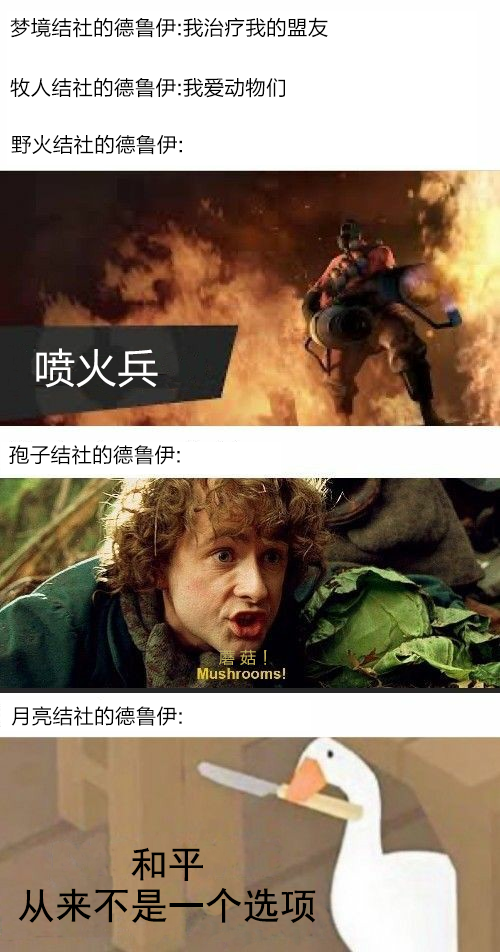 梦境结社的德鲁伊:我治疗我的盟友
牧人结社的德鲁伊:我爱动物们
野火结社的德鲁伊:
喷火兵
孢子结社的德鲁伊:
蘑菇！
Mushrooms!
月亮结社的德鲁伊:
和平
从来不是一个选项